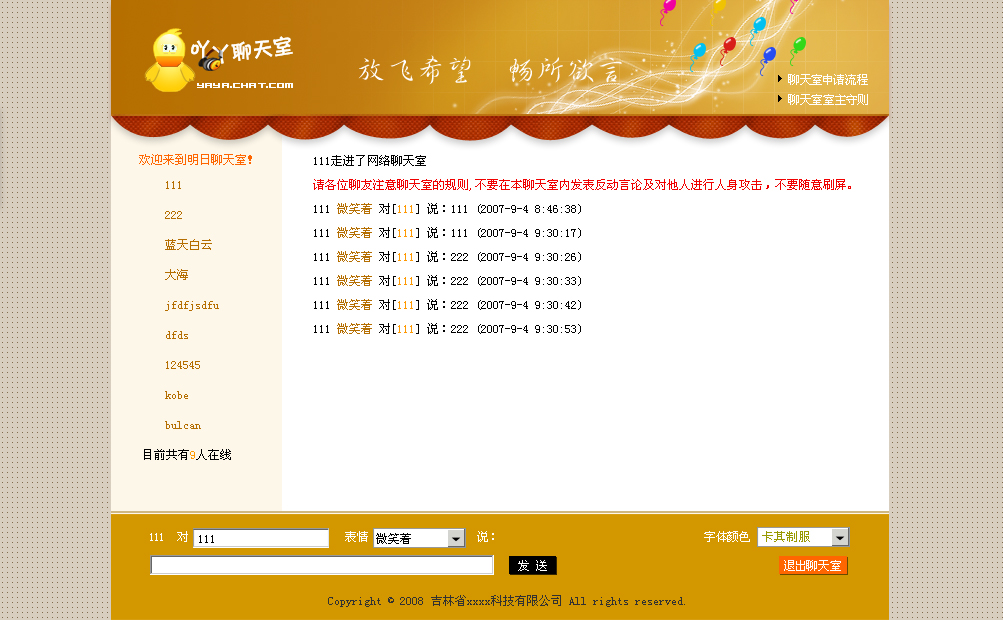 吖丫聊天室
YAYA.CHAT.COM
放飞希望 畅所欲言
聊天室申请流程
聊天室室主守则
欢迎来到明日聊天室!
111
222
蓝天白云
大海
jfdfjsdfu
dfds
124545
kobe
bulcan
目前共有9人在线
111走进了网络聊天室
请各位聊友注意聊天室的规则,不要在本聊天室内发表反动言论及对他人进行人身攻击，不要随意刷屏。
111 微笑着 对[111] 说：111 (2007-9-4 8:46:38)
111 微笑着 对[111] 说：111 (2007-9-4 9:30:17)
111 微笑着 对[111] 说：222 (2007-9-4 9:30:26)
111 微笑着 对[111] 说：222 (2007-9-4 9:30:33)
111 微笑着 对[111] 说：222 (2007-9-4 9:30:42)
111 微笑着 对[111] 说：222 (2007-9-4 9:30:53)
111 对 111 表情 微笑着 说： 字体颜色 卡其制服
发 送 退出聊天室
Copyright © 2008 吉林省xxxx科技有限公司 All rights reserved.